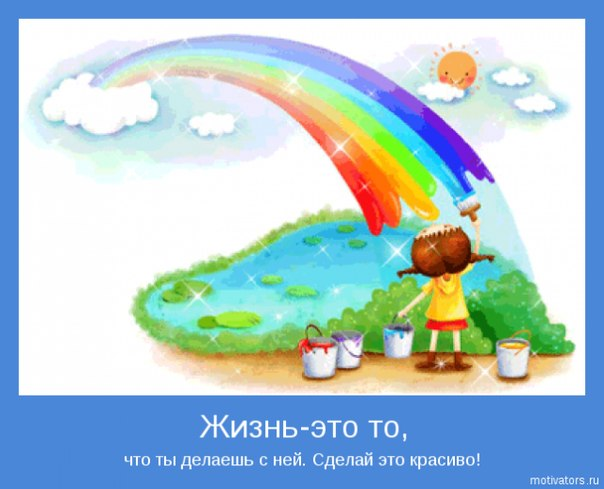 Жизнь-это то,
что ты делаешь с ней. Сделай это красиво!
motivators.ru